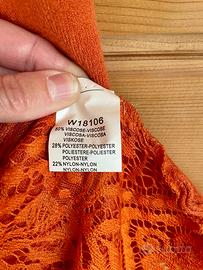 W18106
50% VISCOSE-VISCOSE
VISCOSA-VISCOSA
VISKOSE
28% POLYESTER-POLYESTER
POLIESTERE-POLIESTER
POLYESTER
22% NYLON-NYLON
NYLON-NYLON